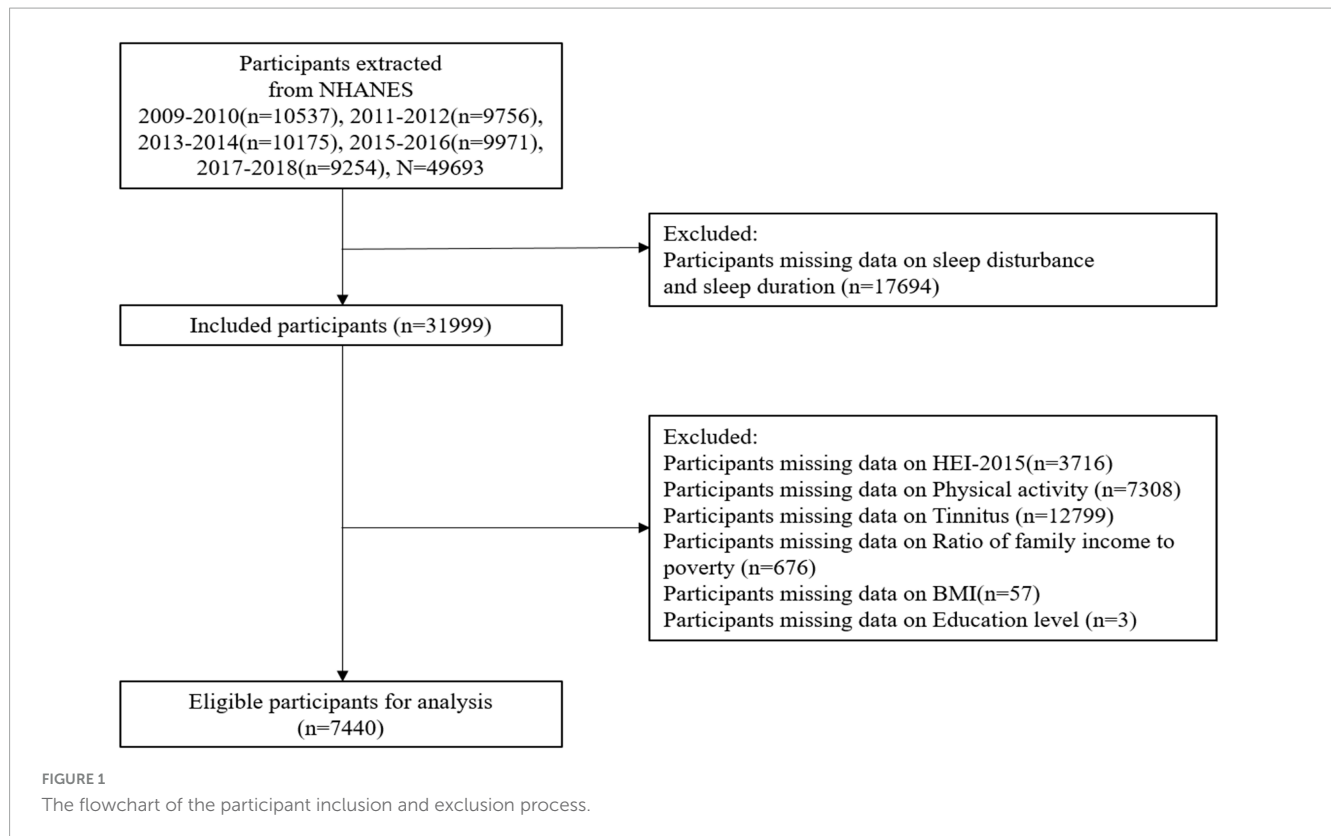 Participants extracted
from NHANES
2009-2010(n=10537), 2011-2012(n=9756),
2013-2014(n=10175), 2015-2016(n=9971),
2017-2018(n=9254), N=49693
Excluded:
Participants missing data on sleep disturbance
and sleep duration (n=17694)
Included participants (n=31999)
Excluded:
Participants missing data on HEI-2015(n=3716)
Participants missing data on Physical activity (n=7308)
Participants missing data on Tinnitus (n=12799)
Participants missing data on Ratio of family income to
poverty (n=676)
Participants missing data on BMI(n=57)
Participants missing data on Education level (n=3)
Eligible participants for analysis
(n=7440)
FIGURE 1
The flowchart of the participant inclusion and exclusion process.